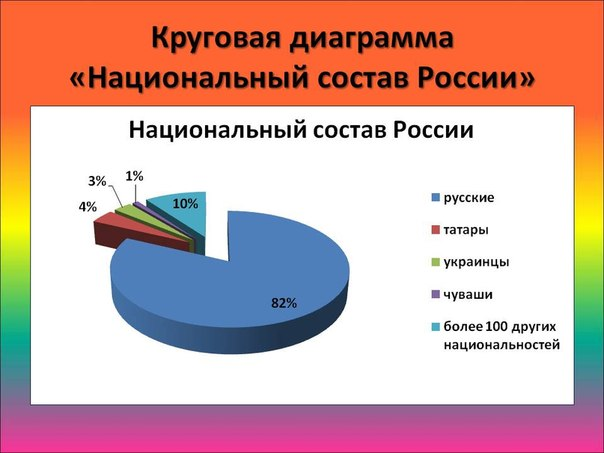 Круговая диаграмма
«Национальный состав России»
Национальный состав России
3%
1%
4%
10%
82%
русские
татары
украинцы
чуваши
более 100 других
национальностей